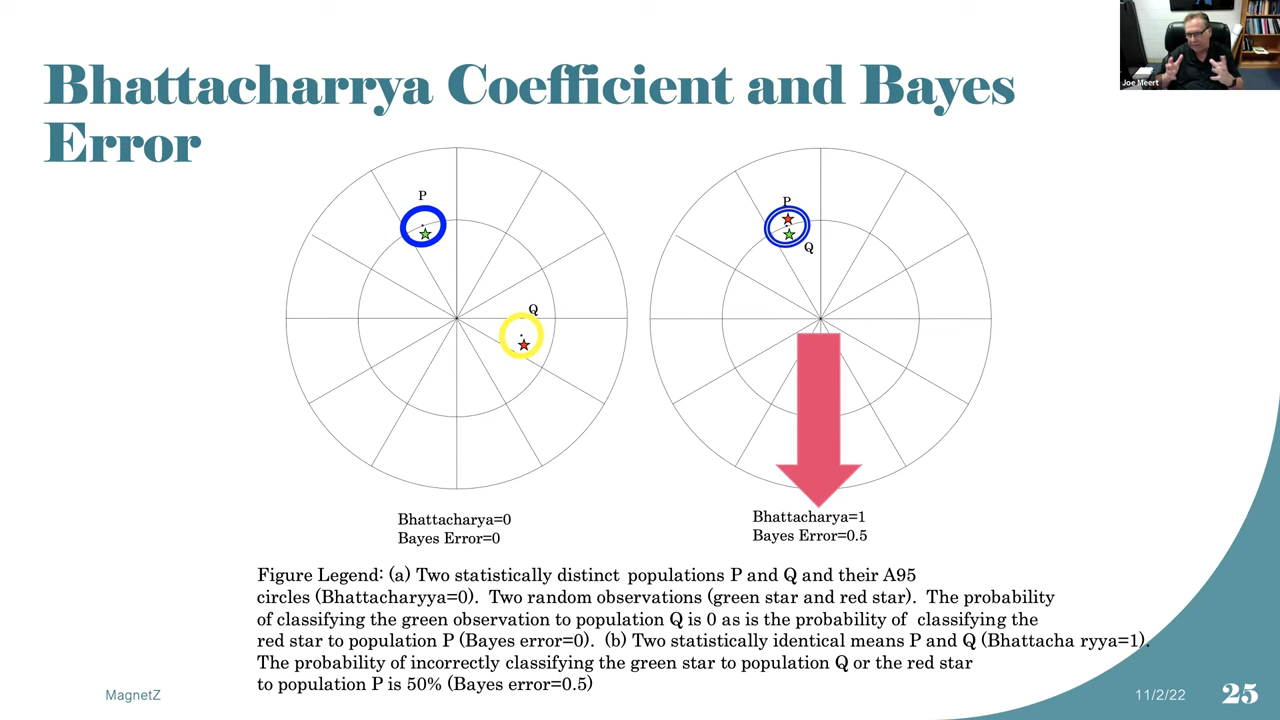 Joe Meert
Bhattacharrya Coefficient and Bayes
Error
P
Q
P
Q
Bhattacharya=0
Bayes Error=0
Bhattacharya=1
Bayes Error=0.5
Figure Legend: (a) Two statistically distinct populations P and Q and their A95
circles (Bhattacharyya=0). Two random observations (green star and red star). The probability
of classifying the green observation to population Q is 0 as is the probability of classifying the
red star to population P (Bayes error=0). (b) Two statistically identical means P and Q (Bhattacha ryya=1).
The probability of incorrectly classifying the green star to population Q or the red star
to population P is 50% (Bayes error=0.5)
MagnetZ
11/2/22
25